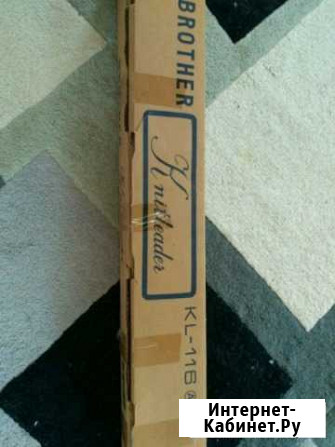 BROTHER
Knitleader
KL-116
A
Интернет-
Кабинет.Ру